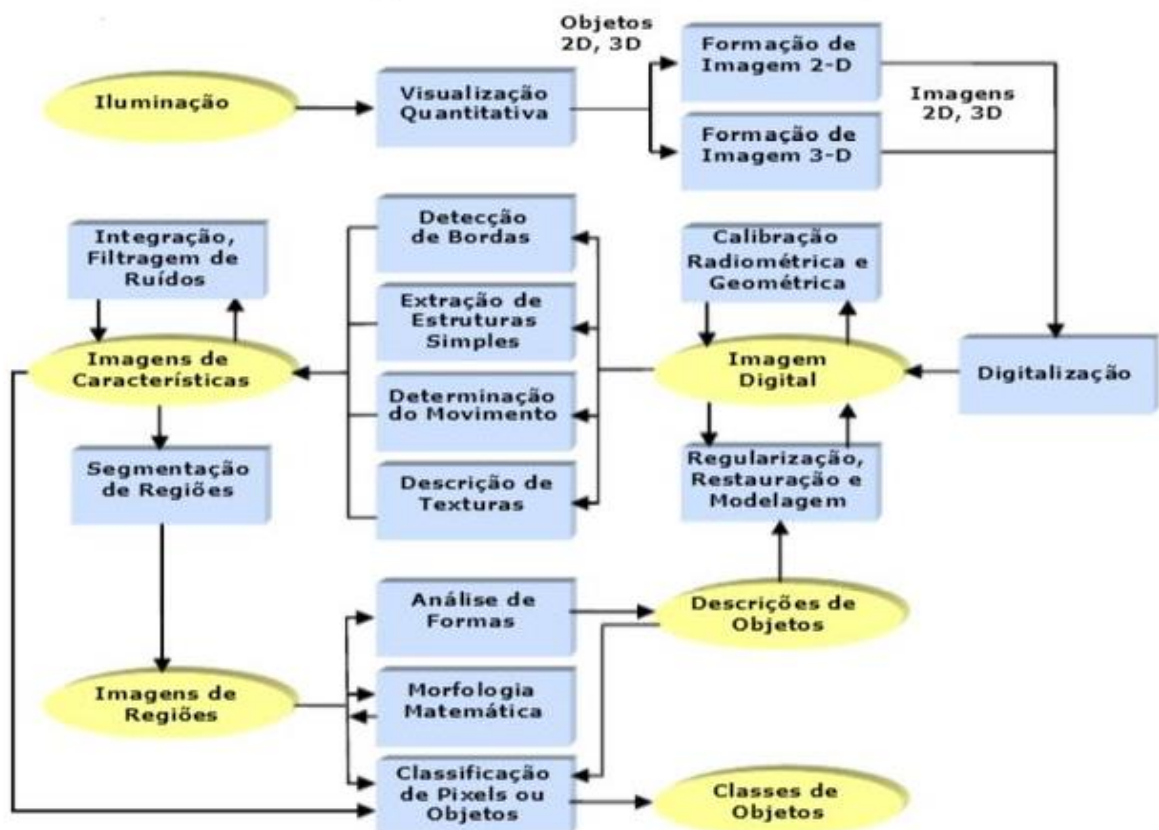 Objetos
2D, 3D
Formação de
Imagem 2-D
Iluminação
Visualização
Quantitativa
Imagens
2D, 3D
Formação de
Imagem 3-D
Integração,
Filtragem de
Ruídos
Detecção
de Bordas
Calibração
Radiométrica e
Geométrica
Extração de
Estruturas
Simples
Imagens de
Características
Imagem
Digital
Digitalização
Determinação
do Movimento
Segmentação
de Regiões
Descrição de
Texturas
Regularização,
Restauração e
Modelagem
Análise de
Formas
Descrições de
Objetos
Imagens de
Regiões
Morfologia
Matemática
Classificação
de Pixels ou
Objetos
Classes de
Objetos